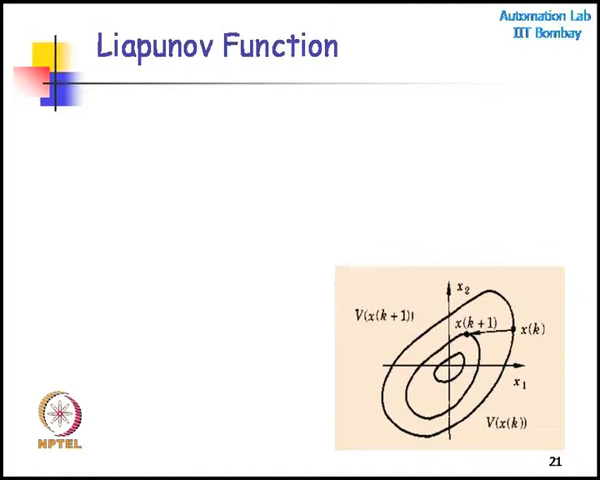 Automation Lab
IIT Bombay
Liapunov Function
x₂
V(x(k+1))
x(k+1)
x(k)
x₁
V(x(k))
NPTEL
21